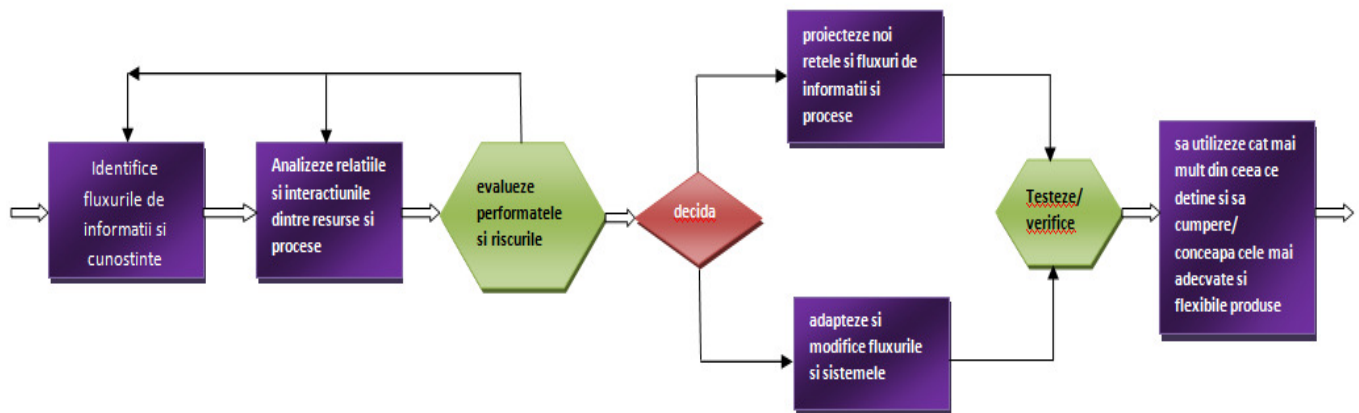 Identifice
fluxurile de
informatii si
cunostinte
Analizeze relatiile
si interactiunile
dintre resurse si
procese
evalueze
performatele
si riscurile
decida
proiecteze noi
retele si fluxuri de
informatii si
procese
adapteze si
modifice fluxurile
si sistemele
Testeze/
verifice
sa utilizeze cat mai
mult din ceea ce
detine si sa
cumpere/
conceapa cele mai
adecvate si
flexibile produse